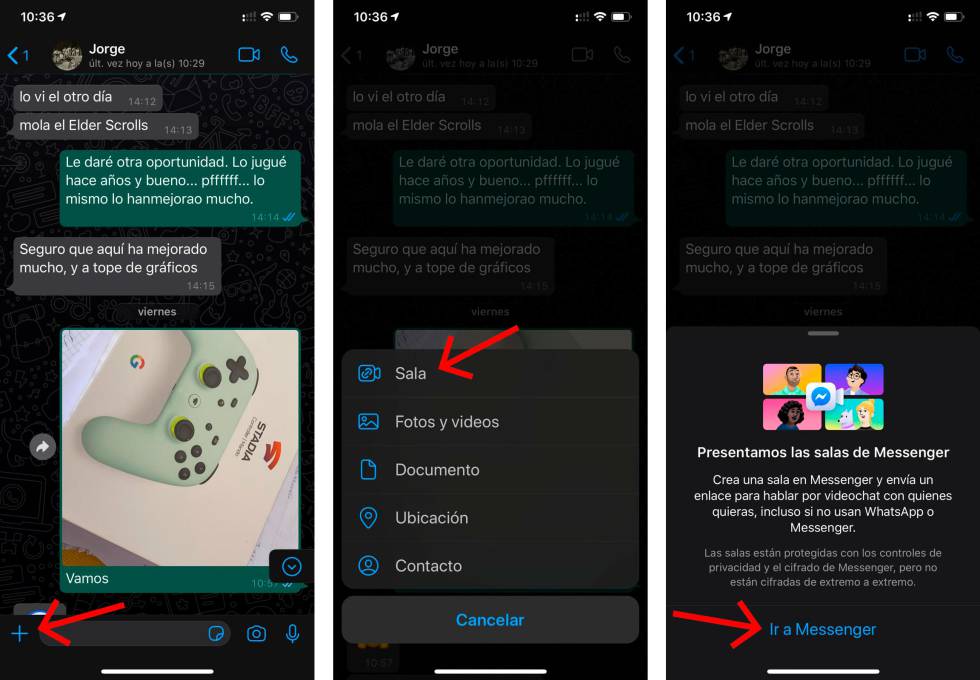 10:36
1
Jorge
últ. vez hoy a la(s) 10:29
lo vi el otro día 14:12
mola el Elder Scrolls 14:13
Le daré otra oportunidad. Lo jugué
hace años y bueno... pffffff... lo
mismo lo hanmejorao mucho.
14:14
Seguro que aquí ha mejorado
mucho, y a tope de gráficos
14:15
viernes
STADIA
Vamos
10:57
10:36
1
Jorge
últ. vez hoy a la(s) 10:29
lo vi el otro día 14:12
mola el Elder Scrolls 14:13
Le daré otra oportunidad. Lo jugué
hace años y bueno... pffffff... lo
mismo lo hanmejorao mucho.
14:14
Seguro que aquí ha mejorado
mucho, y a tope de gráficos
14:15
viernes
Sala
Fotos y videos
Documento
Ubicación
Contacto
Cancelar
10:57
10:36
1
Jorge
últ. vez hoy a la(s) 10:29
lo vi el otro día 14:12
mola el Elder Scrolls 14:13
Le daré otra oportunidad. Lo jugué
hace años y bueno... pffffff... lo
mismo lo hanmejorao mucho.
14:14
Seguro que aquí ha mejorado
mucho, y a tope de gráficos
14:15
viernes
Presentamos las salas de Messenger
Crea una sala en Messenger y envía un
enlace para hablar por videochat con quienes
quieras, incluso si no usan WhatsApp o
Messenger.
Las salas están protegidas con los controles de
privacidad y el cifrado de Messenger, pero no
están cifradas de extremo a extremo.
Ir a Messenger